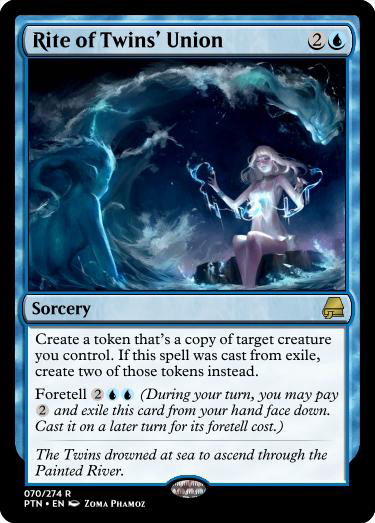 Rite of Twins’ Union 2
Sorcery
Create a token that's a copy of target creature
you control. If this spell was cast from exile,
create two of those tokens instead.
Foretell 2 (During your turn, you may pay
2 and exile this card from your hand face down.
Cast it on a later turn for its foretell cost.)
The Twins drowned at sea to ascend through the
Painted River.
070/274 R
PTN • EN Zoma Phamoz